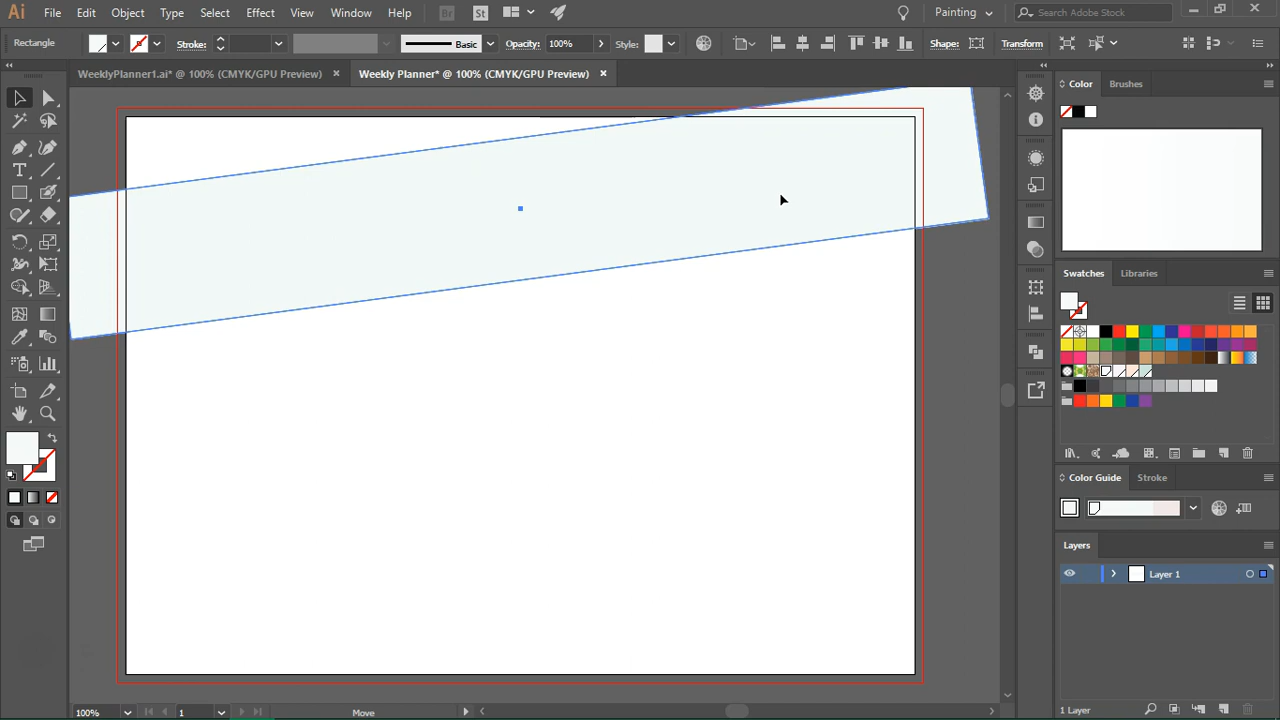 Ai File Edit Object Type Select Effect View Window Help Br St Painting Search Adobe Stock
Rectangle Stroke: Basic Opacity: 100% Style: Shape: Transform
WeeklyPlanner1.ai* @ 100% (CMYK/GPU Preview) Weekly Planner* @ 100% (CMYK/GPU Preview)
Color Brushes
Swatches Libraries
Color Guide Stroke
Layers
Layer 1
1 Layer
100% 1 Move